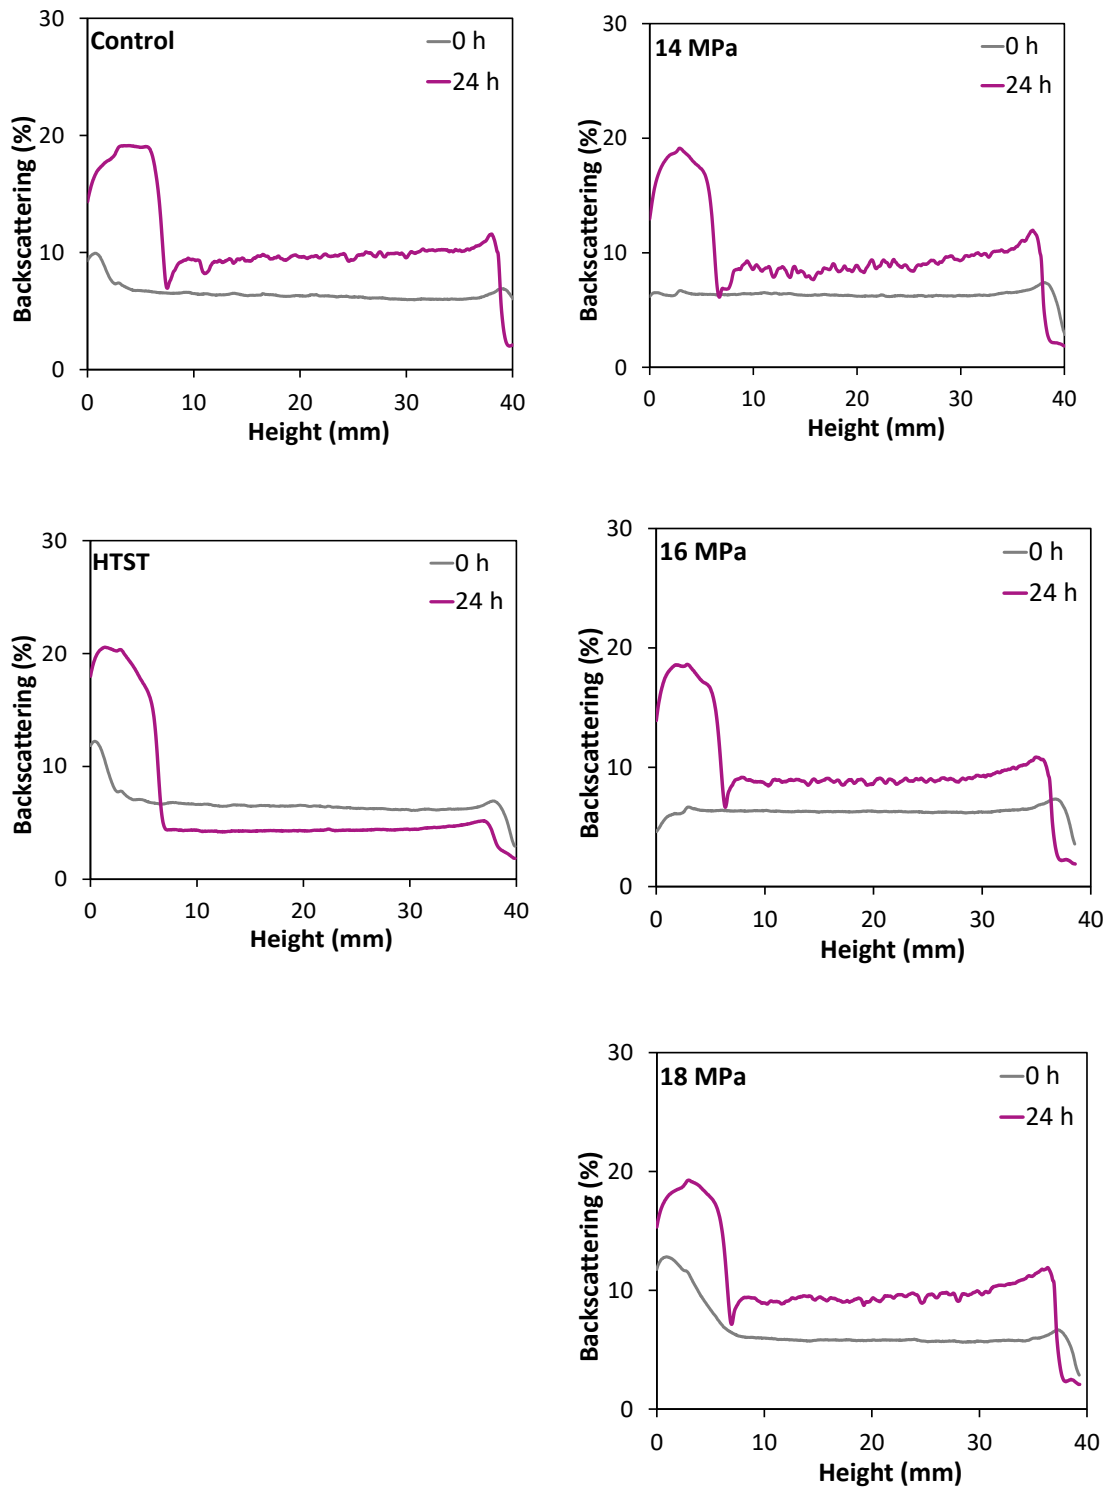 Control
0 h
24 h
Backscattering (%)
30
20
10
0
0 10 20 30 40
Height (mm)
14 MPa
0 h
24 h
Backscattering (%)
30
20
10
0
0 10 20 30 40
Height (mm)
HTST
0 h
24 h
Backscattering (%)
30
20
10
0
0 10 20 30 40
Height (mm)
16 MPa
0 h
24 h
Backscattering (%)
30
20
10
0
0 10 20 30 40
Height (mm)
18 MPa
0 h
24 h
Backscattering (%)
30
20
10
0
0 10 20 30 40
Height (mm)